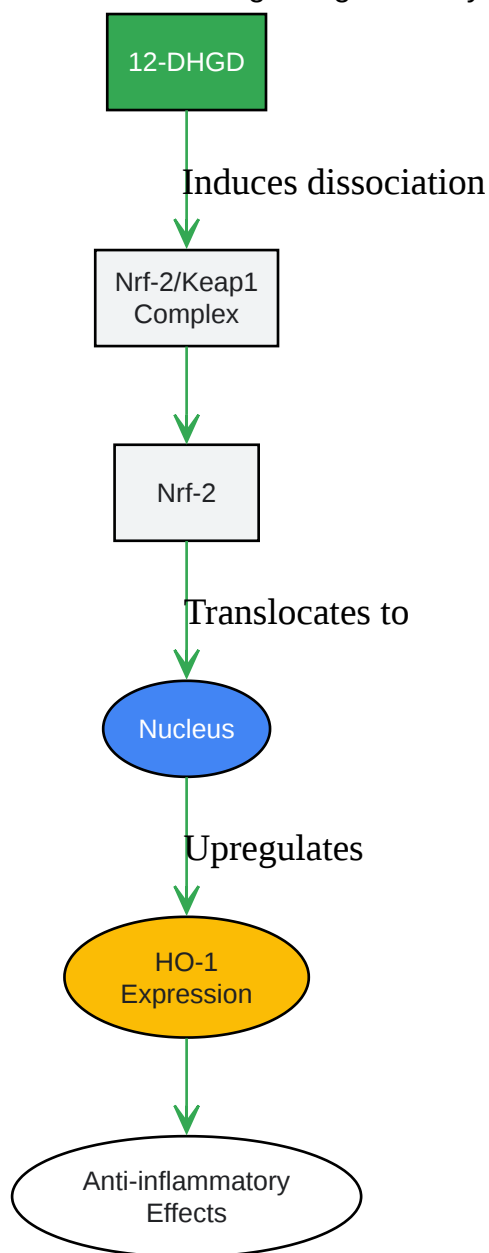 12-DHGD
Induces dissociation
Nrf-2/Keap1
Complex
Nrf-2
Translocates to
Nucleus
Upregulates
HO-1
Expression
Anti-inflammatory
Effects